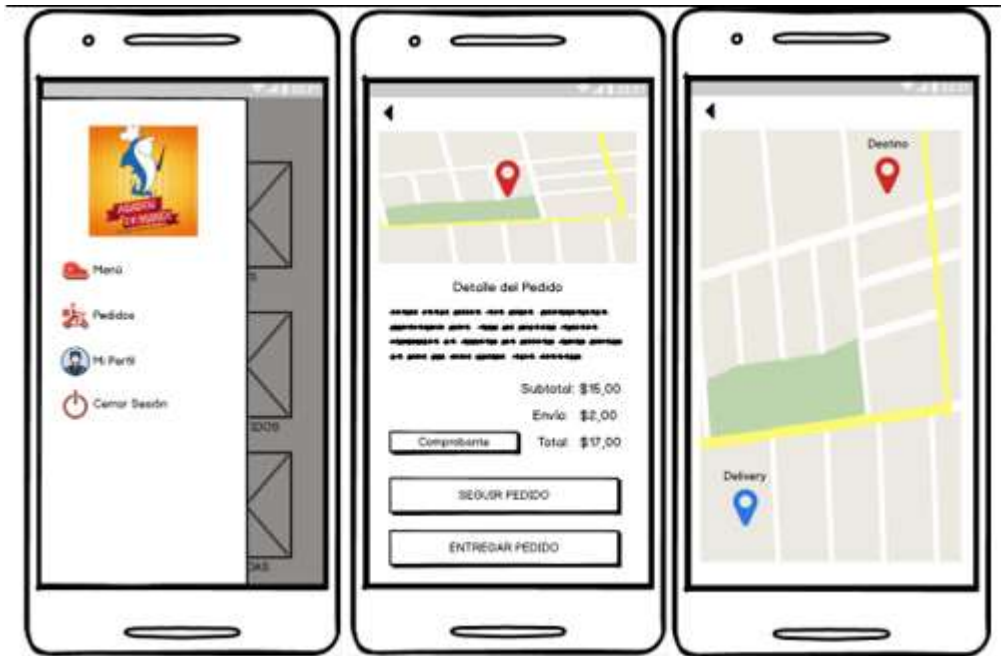 Menú
Pedidos
Mi Perfil
Cerrar Sesión
Detalle del Pedido
Subtotal: $15,00
Envío: $2,00
Comprobante Total: $17,00
SEGUIR PEDIDO
ENTREGAR PEDIDO
Destino
Delivery